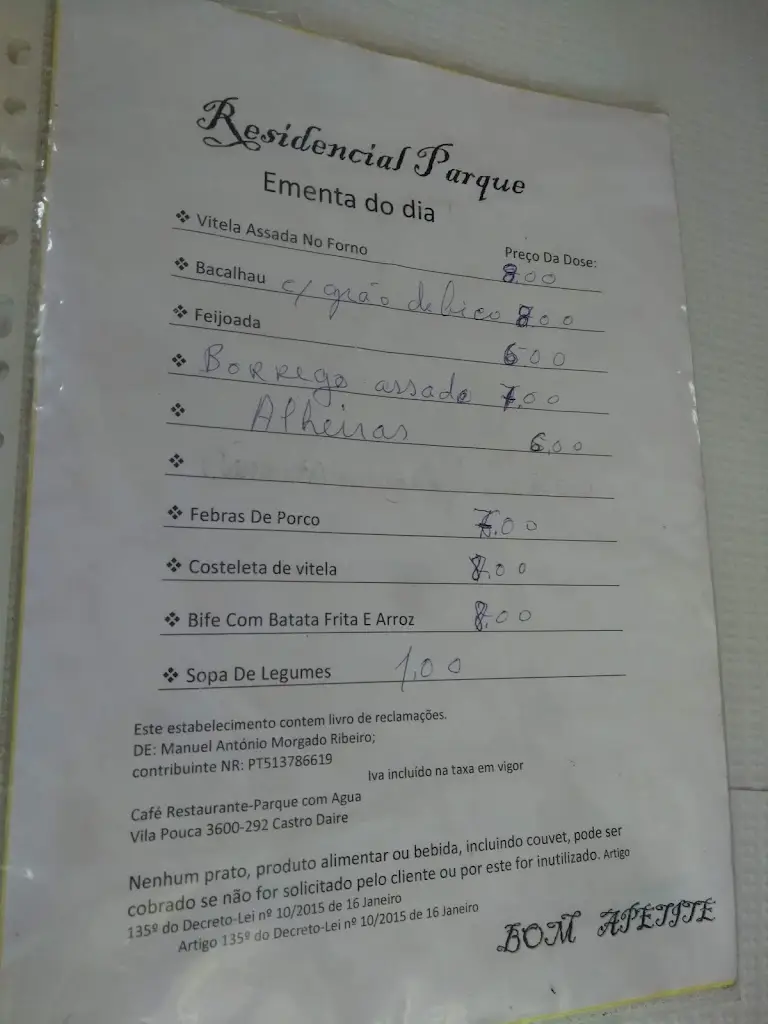 Residencial Parque
Ementa do dia
Preço Da Dose:
❖ Vitela Assada No Forno 8.00
❖ Bacalhau c/ grão de bico 8.00
❖ Feijoada 6.00
❖ Borrego assado 7.00
❖ Alheiras 6,00
❖
❖ Febras De Porco 7.00
❖ Costeleta de vitela 8,00
❖ Bife Com Batata Frita E Arroz 8,00
❖ Sopa De Legumes 1,00
Este estabelecimento contem livro de reclamações.
DE: Manuel António Morgado Ribeiro;
contribuinte NR: PT513786619
Iva incluído na taxa em vigor
Café Restaurante-Parque com Agua
Vila Pouca 3600-292 Castro Daire
Nenhum prato, produto alimentar ou bebida, incluindo couvet, pode ser
cobrado se não for solicitado pelo cliente ou por este for inutilizado. Artigo
135º do Decreto-Lei nº 10/2015 de 16 Janeiro
Artigo 135º do Decreto-Lei nº 10/2015 de 16 Janeiro
BOM APETITE